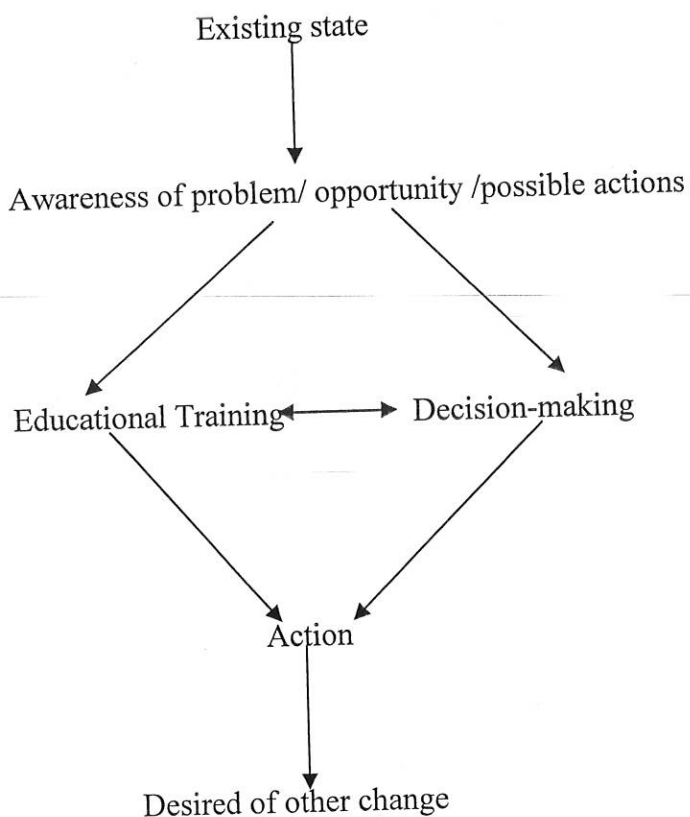 Existing state
Awareness of problem/ opportunity /possible actions
Educational Training
Decision-making
Action
Desired of other change